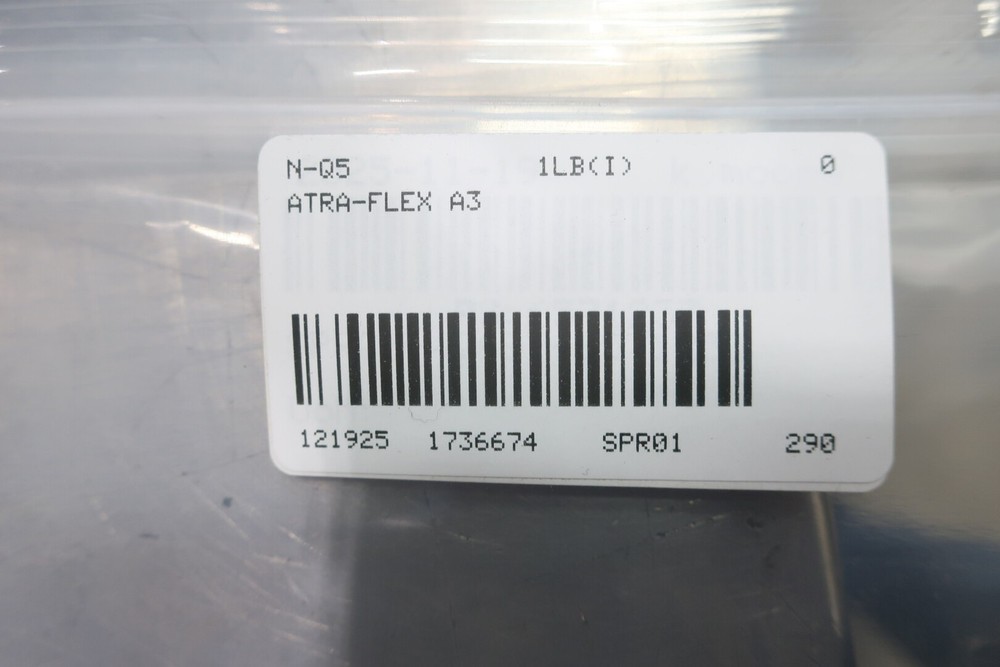 N-Q5 1LB(I) 0
ATRA-FLEX A3
121925 1736674 SPR01 290